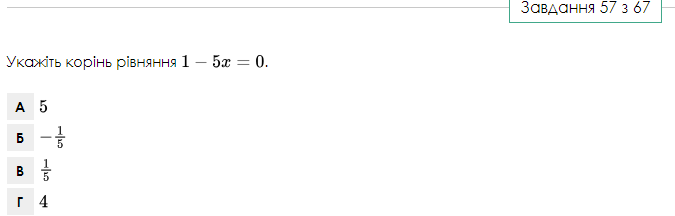 Завдання 57 з 67
Укажіть корінь рівняння 1 − 5x = 0.
А 5
Б −1/5
В 1/5
Г 4